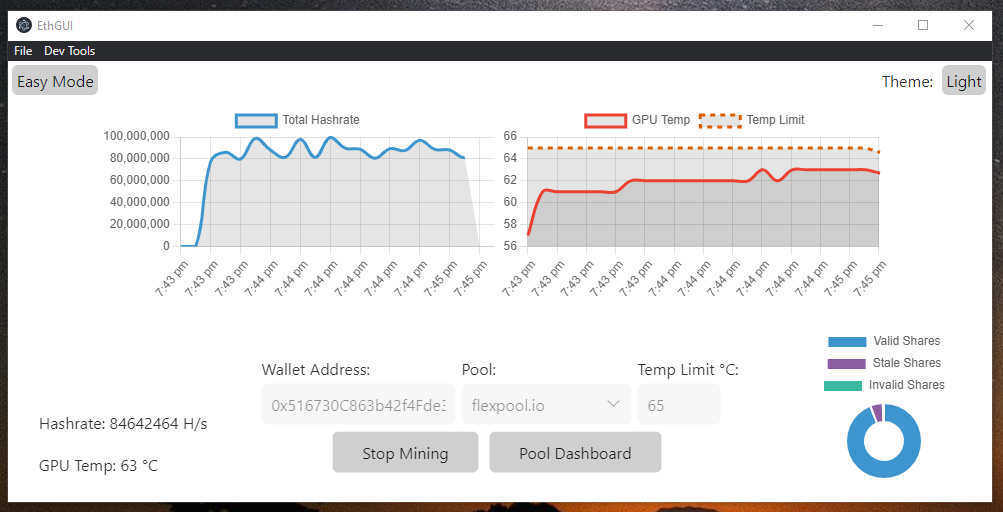 EthGUI
File Dev Tools
Easy Mode
Theme: Light
Total Hashrate
100,000,000
80,000,000
60,000,000
40,000,000
20,000,000
0
7:43 pm 7:43 pm 7:43 pm 7:44 pm 7:44 pm 7:44 pm 7:44 pm 7:44 pm 7:44 pm 7:45 pm 7:45 pm
GPU Temp Temp Limit
66
64
62
60
58
56
7:43 pm 7:43 pm 7:43 pm 7:44 pm 7:44 pm 7:44 pm 7:44 pm 7:44 pm 7:44 pm 7:44 pm 7:45 pm 7:45 pm 7:45 pm
Valid Shares
Stale Shares
Invalid Shares
Wallet Address: Pool: Temp Limit °C:
0x516730C863b42f4Fde3 flexpool.io 65
Hashrate: 84642464 H/s
Stop Mining Pool Dashboard
GPU Temp: 63 °C